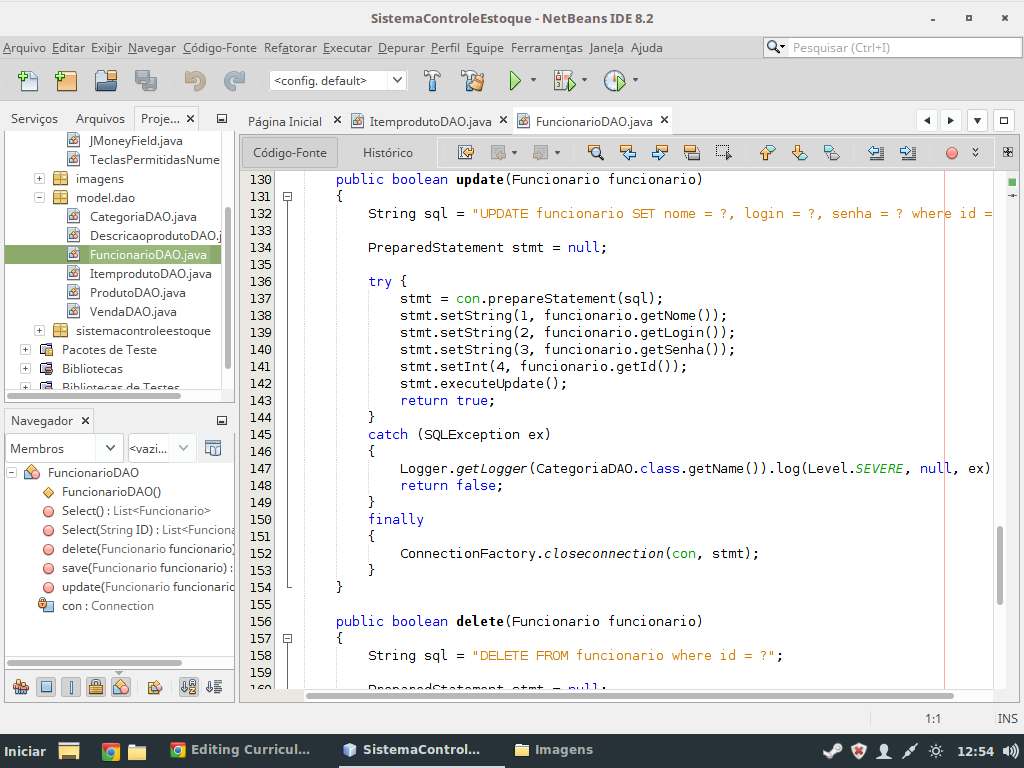 SistemaControleEstoque - NetBeans IDE 8.2
Arquivo Editar Exibir Navegar Código-Fonte Refatorar Executar Depurar Perfil Equipe Ferramentas Janela Ajuda
Pesquisar (Ctrl+I)
<config. default>
Serviços Arquivos Proje...
Página Inicial ItemprodutoDAO.java FuncionarioDAO.java
JMoneyField.java
TeclasPermitidasNume
imagens
model.dao
CategoriaDAO.java
DescricaoprodutoDAO.j
FuncionarioDAO.java
ItemprodutoDAO.java
ProdutoDAO.java
VendaDAO.java
sistemacontroleestoque
Pacotes de Teste
Bibliotecas
Bibliotecas de Testes
Navegador
Membros <vazi...
FuncionarioDAO
FuncionarioDAO()
Select() : List<Funcionario>
Select(String ID) : List<Funciona
delete(Funcionario funcionario)
save(Funcionario funcionario) :
update(Funcionario funcionario
con : Connection
Código-Fonte Histórico
130 public boolean update(Funcionario funcionario)
131 {
132 String sql = "UPDATE funcionario SET nome = ?, login = ?, senha = ? where id =
133
134 PreparedStatement stmt = null;
135
136 try {
137 stmt = con.prepareStatement(sql);
138 stmt.setString(1, funcionario.getNome());
139 stmt.setString(2, funcionario.getLogin());
140 stmt.setString(3, funcionario.getSenha());
141 stmt.setInt(4, funcionario.getId());
142 stmt.executeUpdate();
143 return true;
144 }
145 catch (SQLException ex)
146 {
147 Logger.getLogger(CategoriaDAO.class.getName()).log(Level.SEVERE, null, ex)
148 return false;
149 }
150 finally
151 {
152 ConnectionFactory.closeconnection(con, stmt);
153 }
154 }
155
156 public boolean delete(Funcionario funcionario)
157 {
158 String sql = "DELETE FROM funcionario where id = ?";
159
160 PreparedStatement stmt = null;
1:1 INS
Iniciar Editing Curricul... SistemaControl... Imagens 12:54